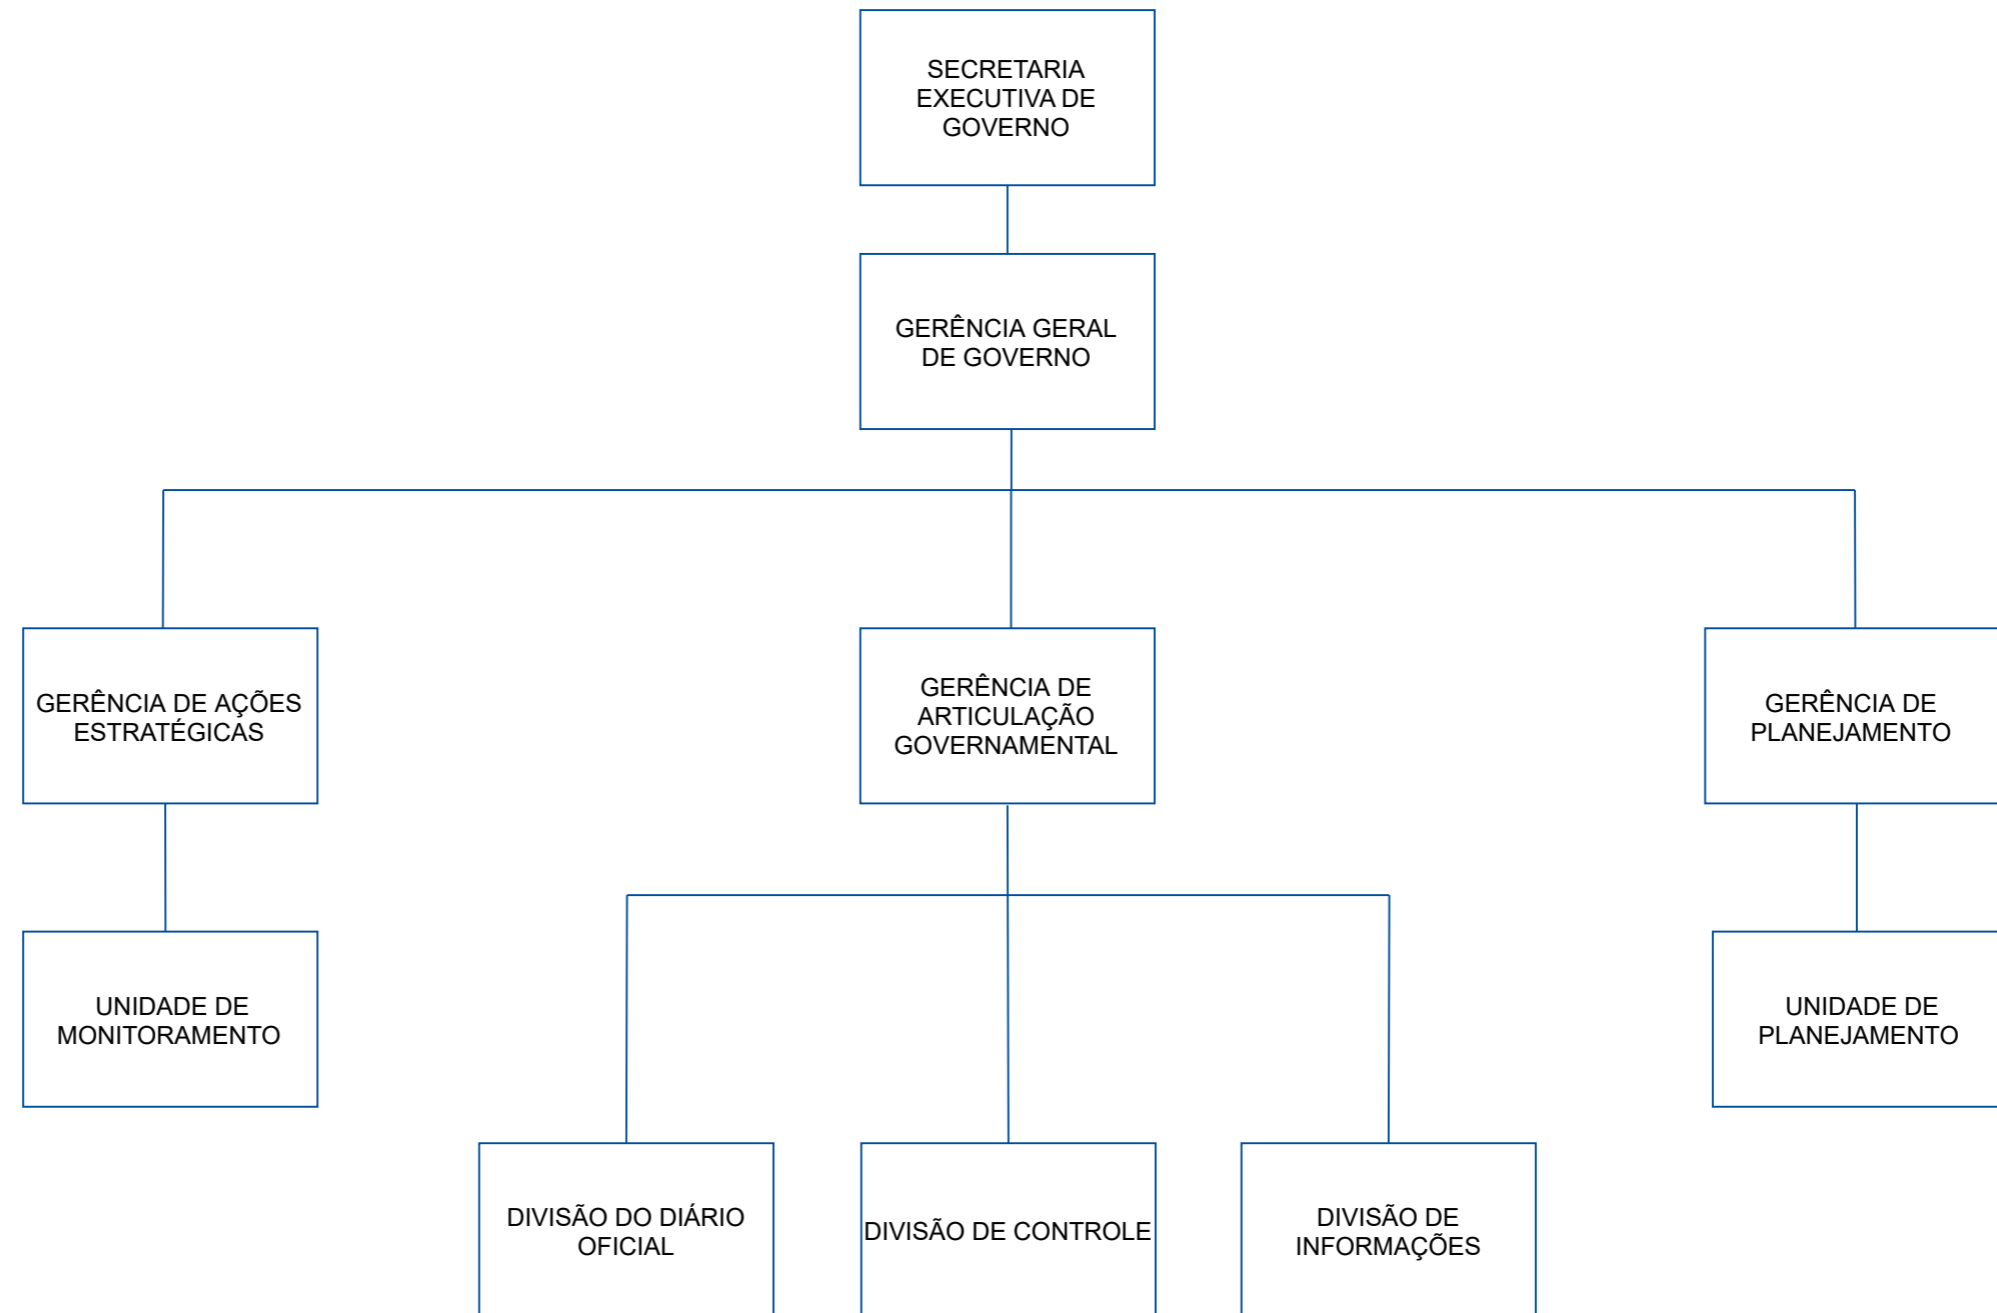 SECRETARIA
EXECUTIVA DE
GOVERNO
GERÊNCIA GERAL
DE GOVERNO
GERÊNCIA DE AÇÕES
ESTRATÉGICAS
GERÊNCIA DE
ARTICULAÇÃO
GOVERNAMENTAL
GERÊNCIA DE
PLANEJAMENTO
UNIDADE DE
MONITORAMENTO
UNIDADE DE
PLANEJAMENTO
DIVISÃO DO DIÁRIO
OFICIAL
DIVISÃO DE CONTROLE
DIVISÃO DE
INFORMAÇÕES